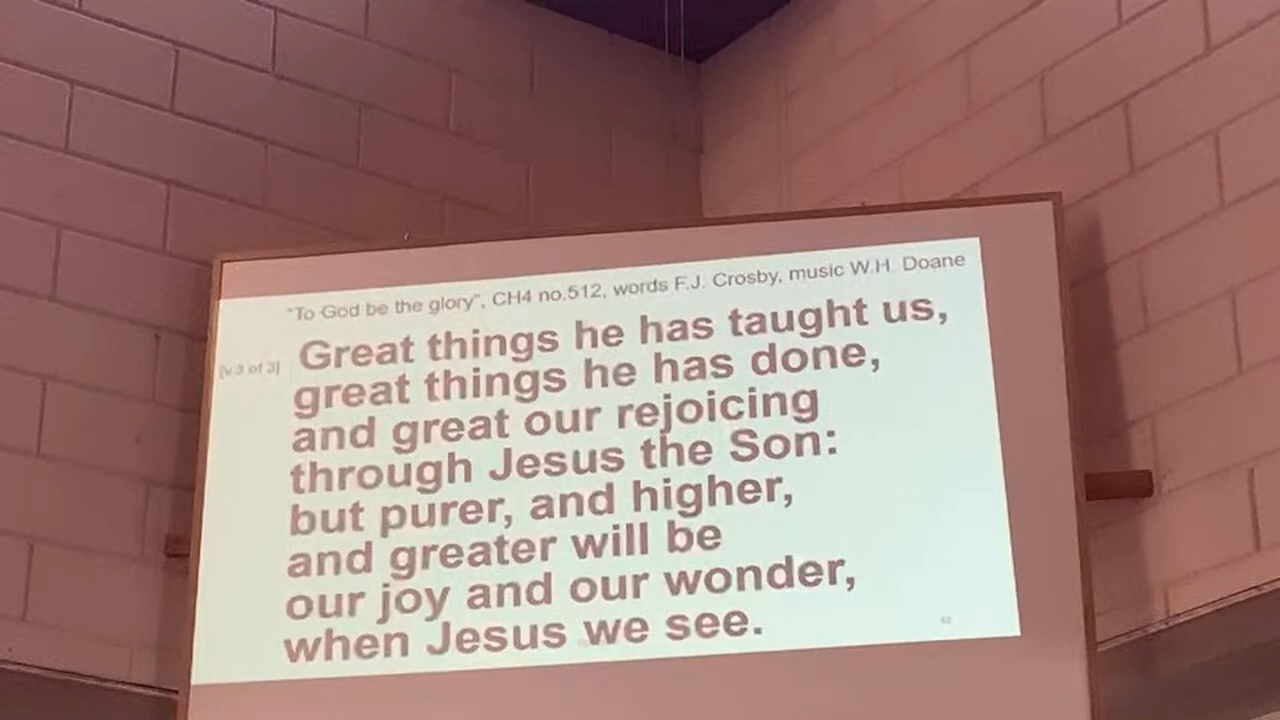 "To God be the glory", CH4 no.512, words F.J. Crosby, music W.H. Doane
[v.3 of 3] Great things he has taught us,
great things he has done,
and great our rejoicing
through Jesus the Son:
but purer, and higher,
and greater will be
our joy and our wonder,
when Jesus we see.